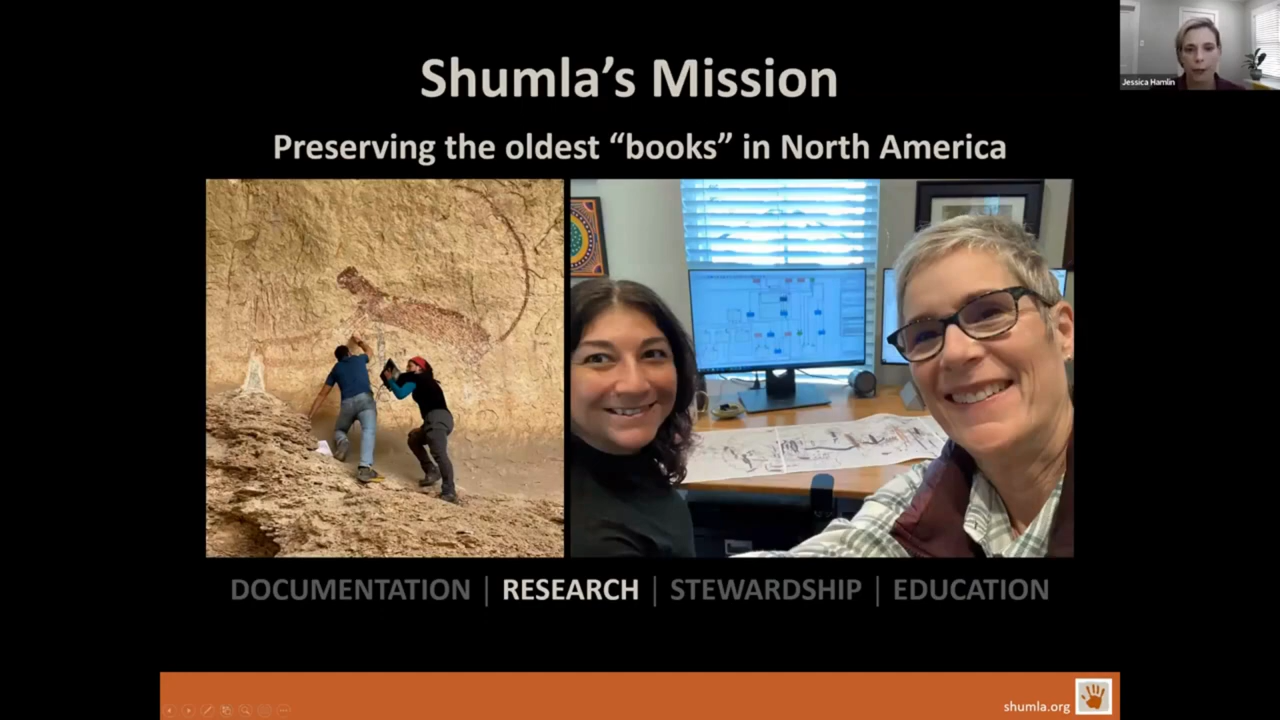 Shumla’s Mission
Preserving the oldest “books” in North America
Jessica Hamlin
DOCUMENTATION | RESEARCH | STEWARDSHIP | EDUCATION
shumla.org